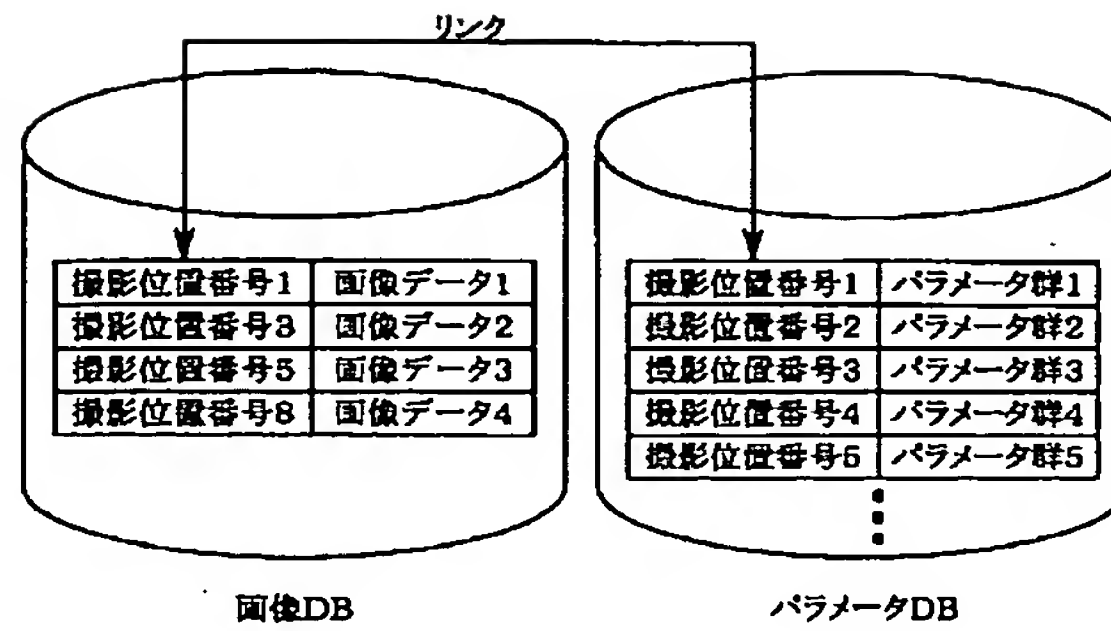 リンク
撮影位置番号1 画像データ1
撮影位置番号3 画像データ2
撮影位置番号5 画像データ3
撮影位置番号8 画像データ4
撮影位置番号1 パラメータ群1
撮影位置番号2 パラメータ群2
撮影位置番号3 パラメータ群3
撮影位置番号4 パラメータ群4
撮影位置番号5 パラメータ群5
画像DB
パラメータDB